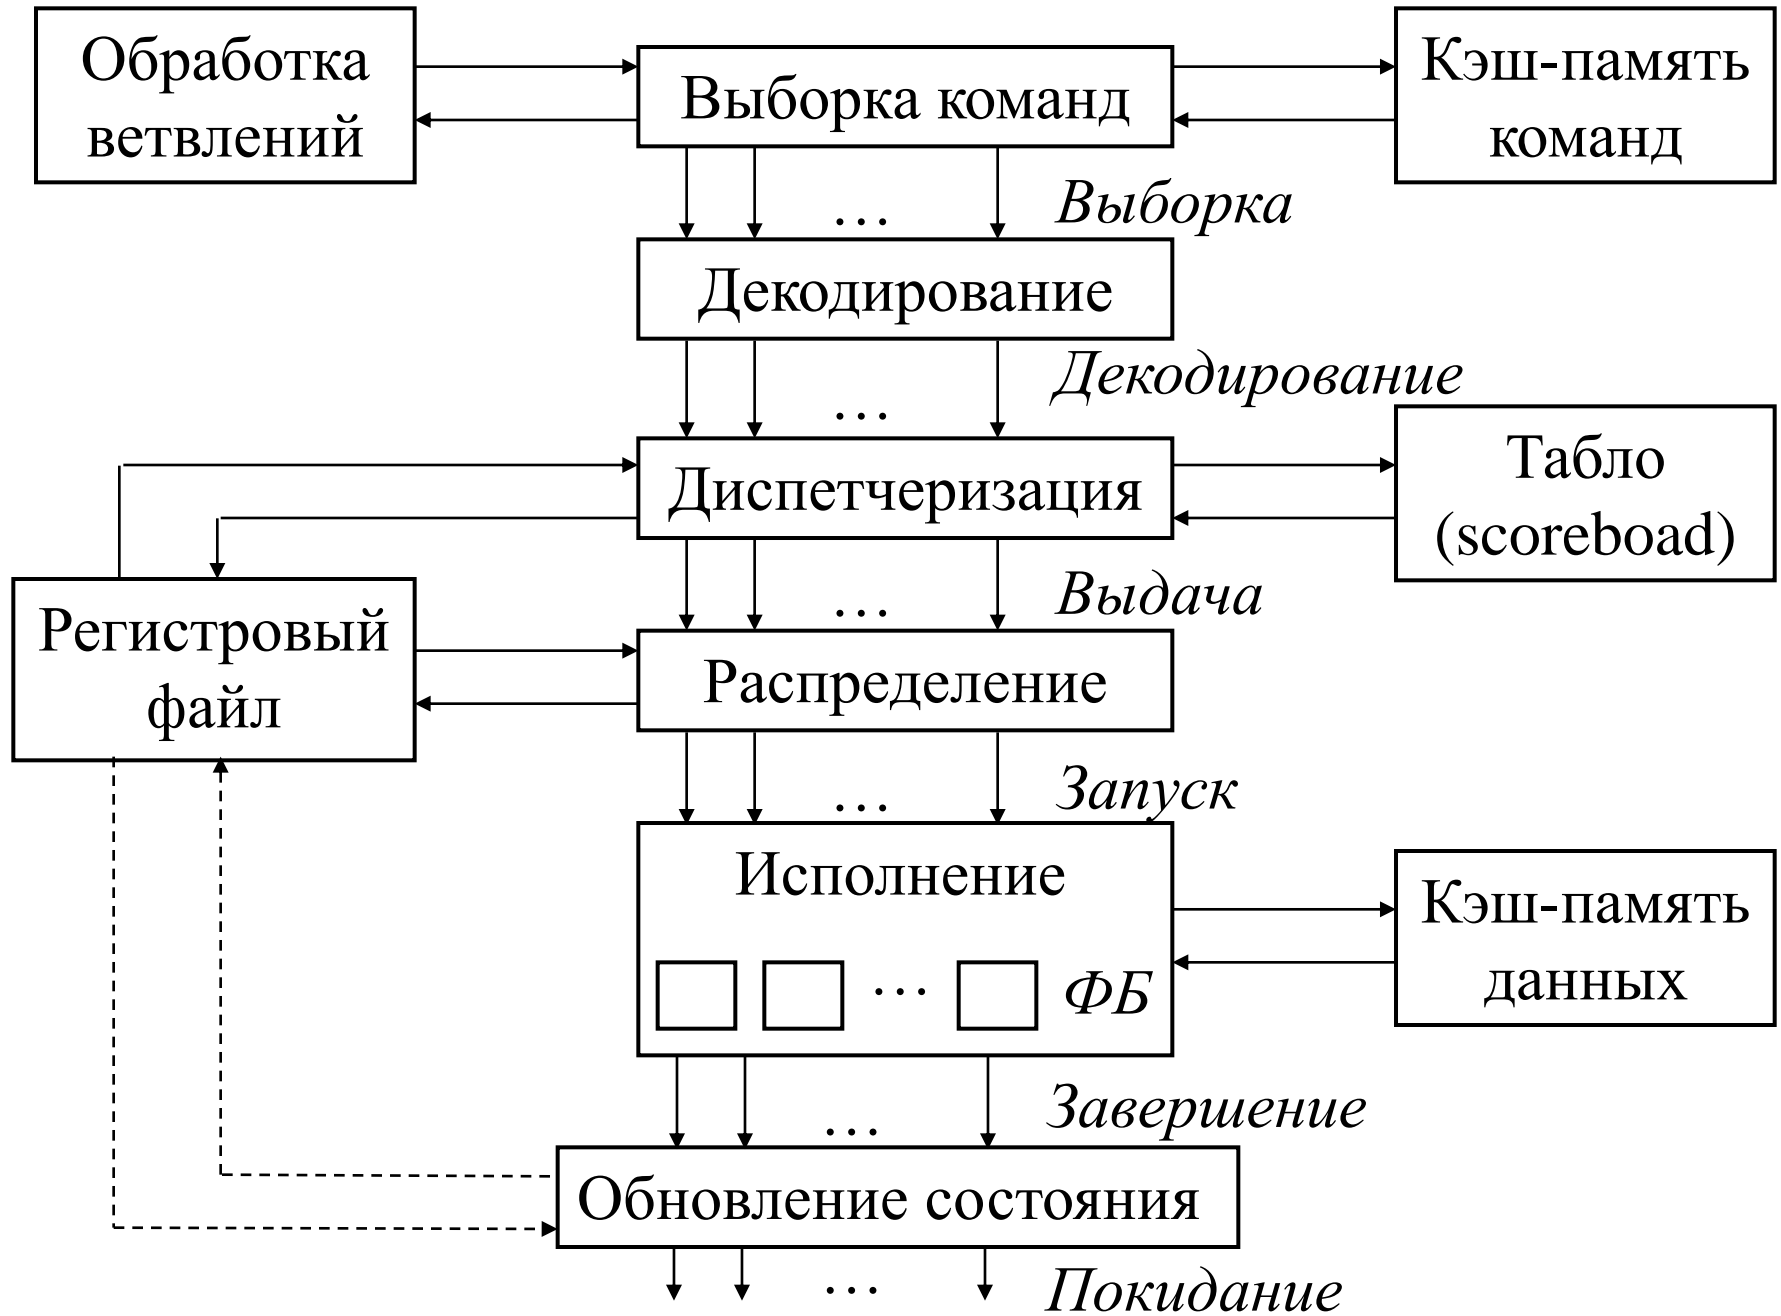 Обработка
ветвлений
Выборка команд
Кэш-память
команд
…
Выборка
Декодирование
…
Декодирование
Диспетчеризация
Табло
(scoreboad)
…
Выдача
Регистровый
файл
Распределение
…
Запуск
Исполнение
…
ФБ
Кэш-память
данных
…
Завершение
Обновление состояния
…
Покидание